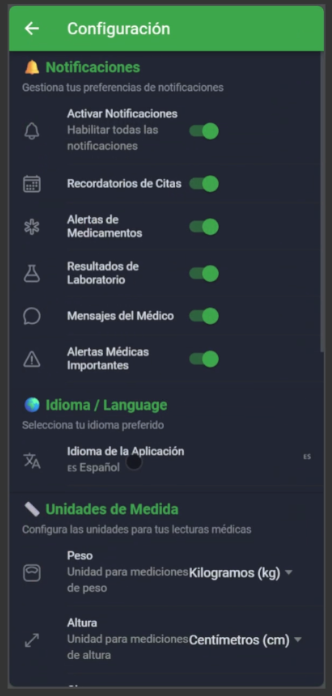 Configuración
Notificaciones
Gestiona tus preferencias de notificaciones
Activar Notificaciones
Habilitar todas las
notificaciones
Recordatorios de Citas
Alertas de
Medicamentos
Resultados de
Laboratorio
Mensajes del Médico
Alertas Médicas
Importantes
Idioma / Language
Selecciona tu idioma preferido
Idioma de la Aplicación
ES Español
ES
Unidades de Medida
Configura las unidades para tus lecturas médicas
Peso
Unidad para mediciones Kilogramos (kg)
de peso
Altura
Unidad para mediciones Centímetros (cm)
de altura